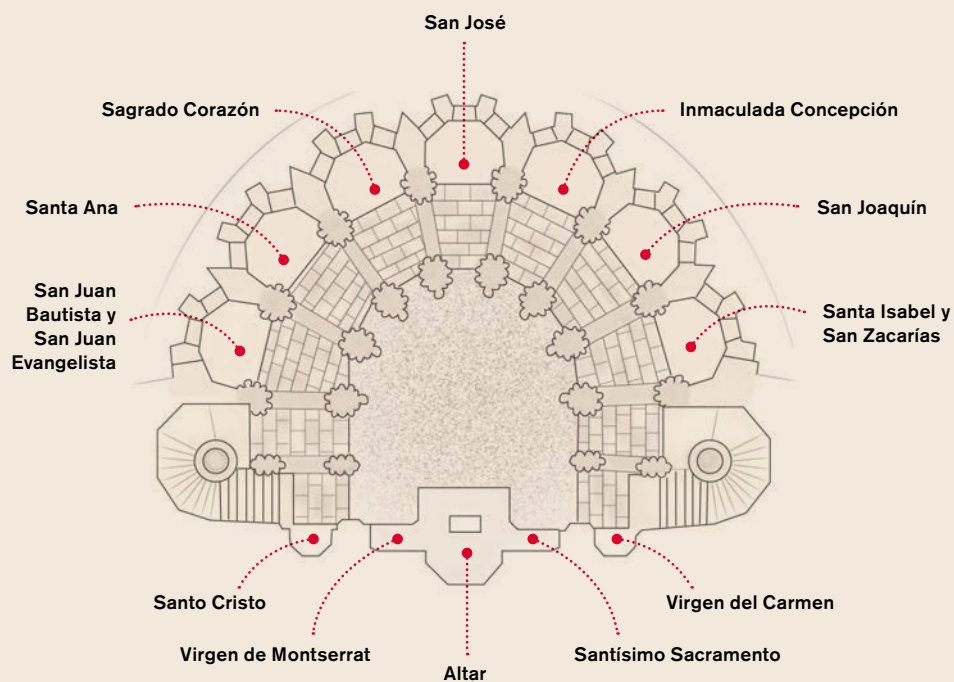 San José
Sagrado Corazón
Inmaculada Concepción
Santa Ana
San Joaquín
San Juan
Bautista y
San Juan
Evangelista
Santa Isabel y
San Zacarías
Santo Cristo
Virgen del Carmen
Virgen de Montserrat
Santísimo Sacramento
Altar